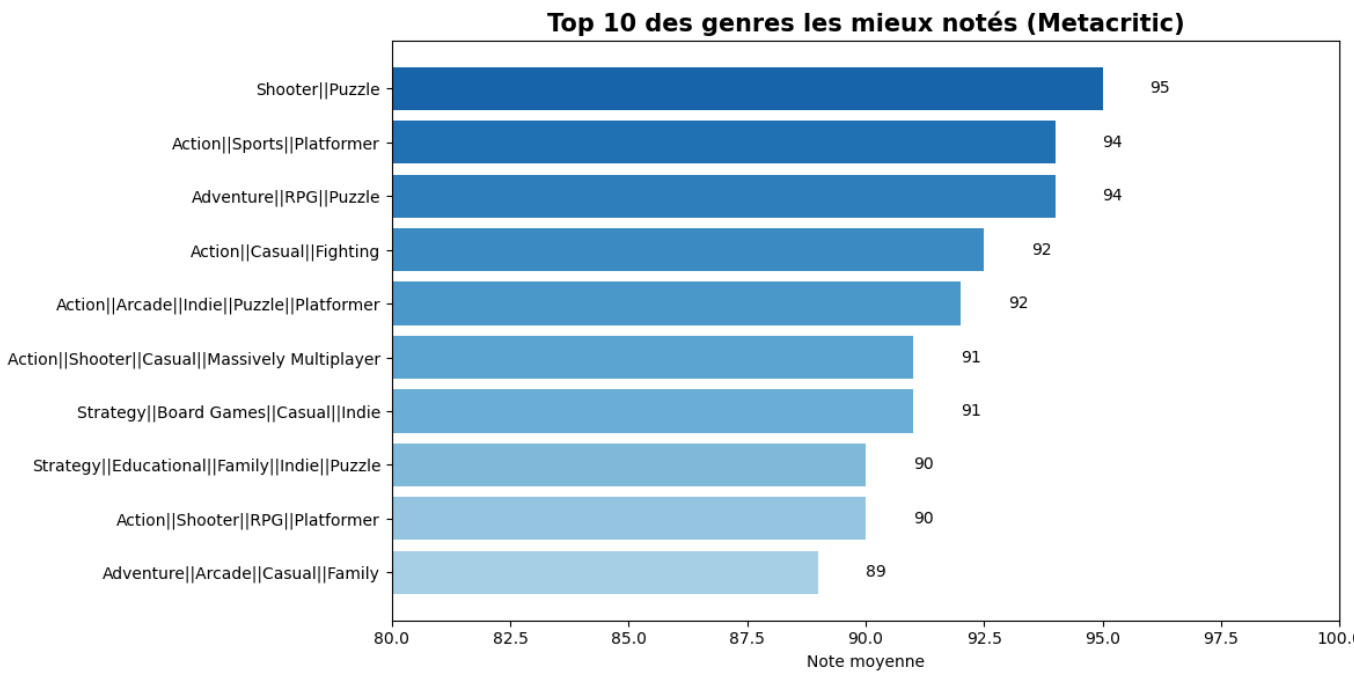 Top 10 des genres les mieux notés (Metacritic)
Shooter||Puzzle 95
Action||Sports||Platformer 94
Adventure||RPG||Puzzle 94
Action||Casual||Fighting 92
Action||Arcade||Indie||Puzzle||Platformer 92
Action||Shooter||Casual||Massively Multiplayer 91
Strategy||Board Games||Casual||Indie 91
Strategy||Educational||Family||Indie||Puzzle 90
Action||Shooter||RPG||Platformer 90
Adventure||Arcade||Casual||Family 89
80.0 82.5 85.0 87.5 90.0 92.5 95.0 97.5 100.
Note moyenne